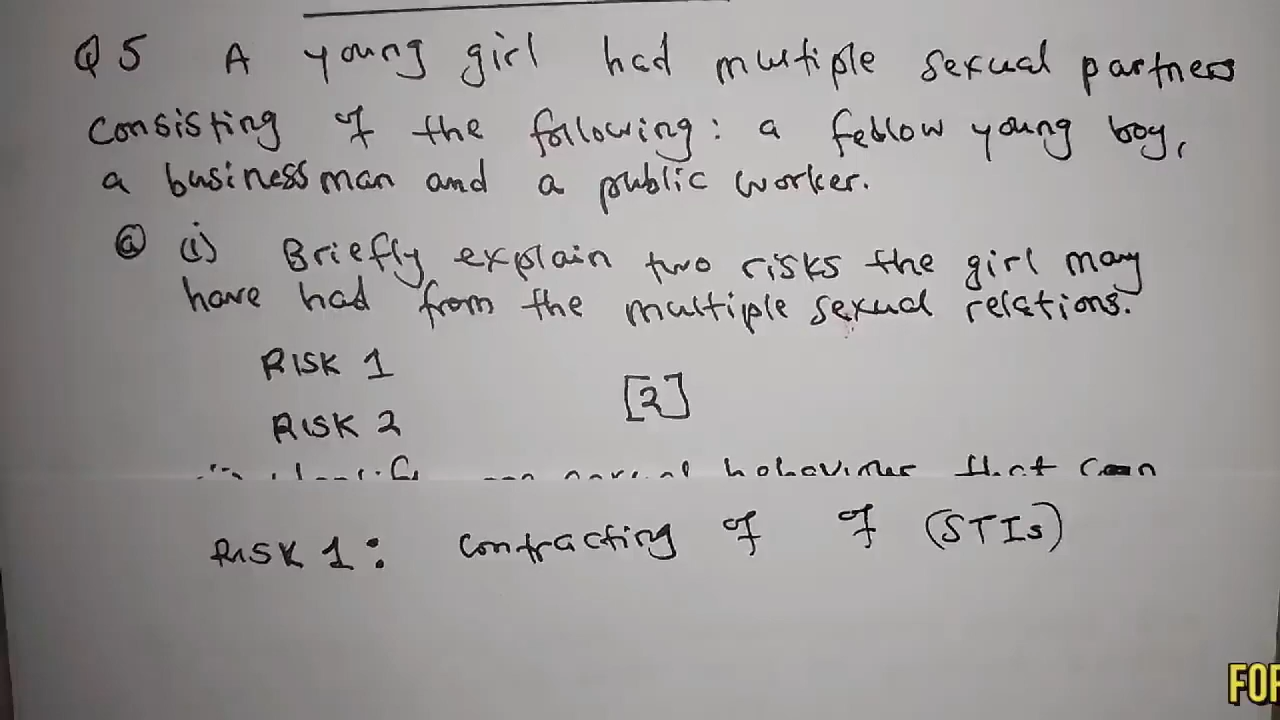 Q5 A young girl had multiple sexual partners
consisting of the following: a fellow young boy,
a businessman and a public worker.
@ (i) Briefly explain two risks the girl may
have had from the multiple sexual relations.
RISK 1
[2]
RISK 2
that can
RISK 1: contracting of of (STIs)
FOR